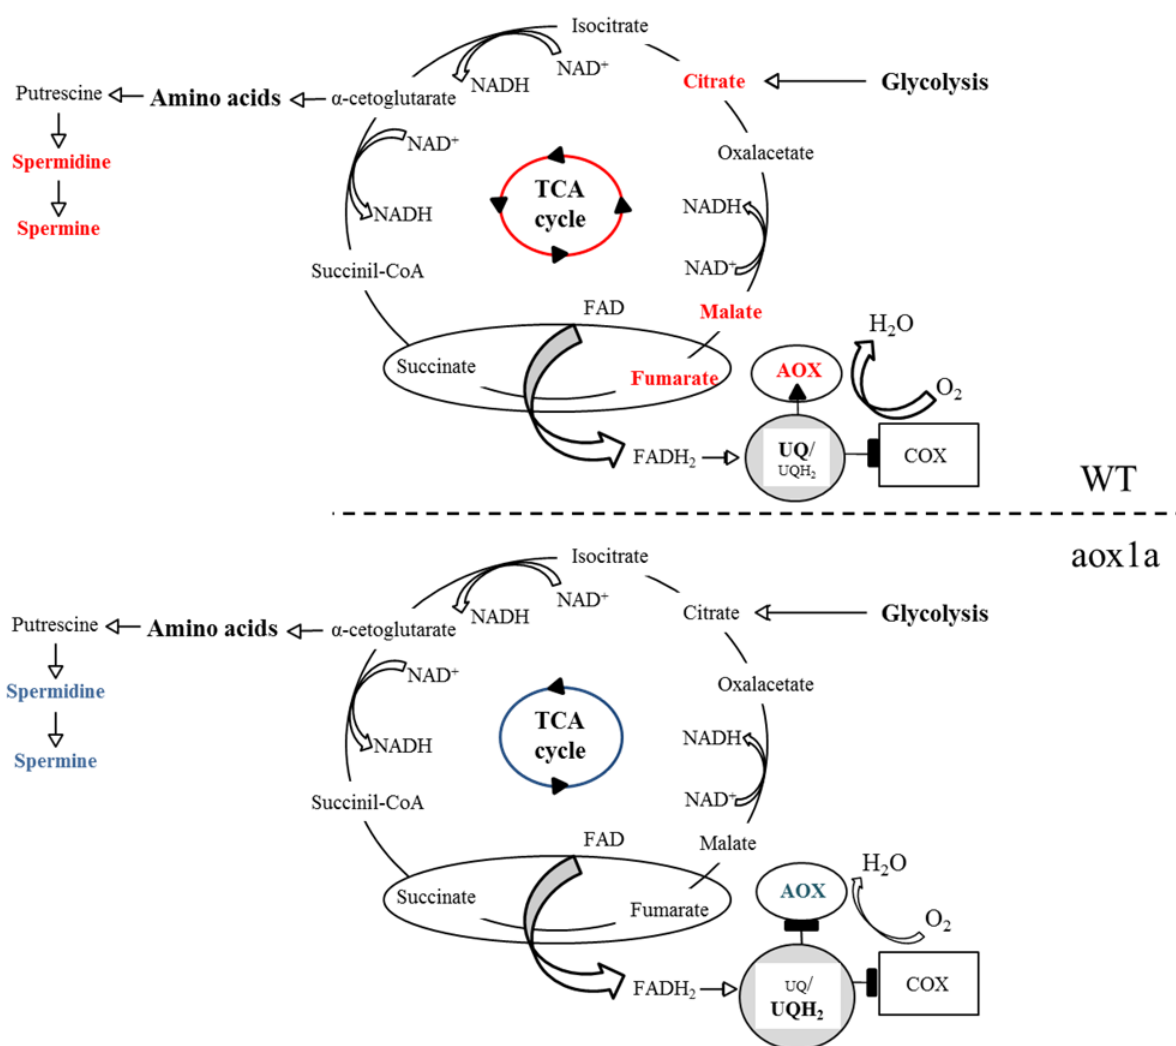 Isocitrate
NAD⁺
NADH
Citrate
Glycolysis
Putrescine
Amino acids
α-cetoglutarate
NAD⁺
Oxalacetate
Spermidine
TCA
cycle
NADH
NADH
Spermine
NAD⁺
Succinil-CoA
FAD
Malate
H₂O
Succinate
Fumarate
AOX
O₂
FADH₂
UQ/
UQH₂
COX
WT
aox1a
Isocitrate
NAD⁺
NADH
Citrate
Glycolysis
Putrescine
Amino acids
α-cetoglutarate
NAD⁺
Oxalacetate
Spermidine
TCA
cycle
NADH
NADH
Spermine
NAD⁺
Succinil-CoA
FAD
Malate
H₂O
Succinate
Fumarate
AOX
O₂
FADH₂
UQ/
UQH₂
COX